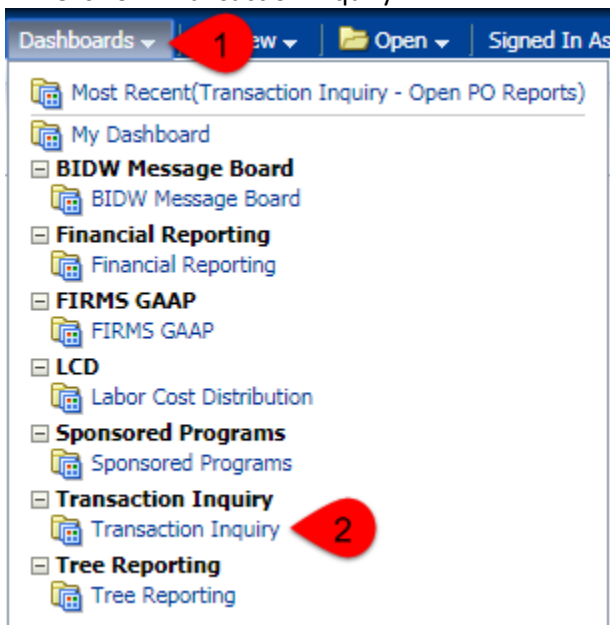 Dashboards 1 ew Open Signed In As
Most Recent(Transaction Inquiry - Open PO Reports)
My Dashboard
BIDW Message Board
BIDW Message Board
Financial Reporting
Financial Reporting
FIRMS GAAP
FIRMS GAAP
LCD
Labor Cost Distribution
Sponsored Programs
Sponsored Programs
Transaction Inquiry
Transaction Inquiry 2
Tree Reporting
Tree Reporting